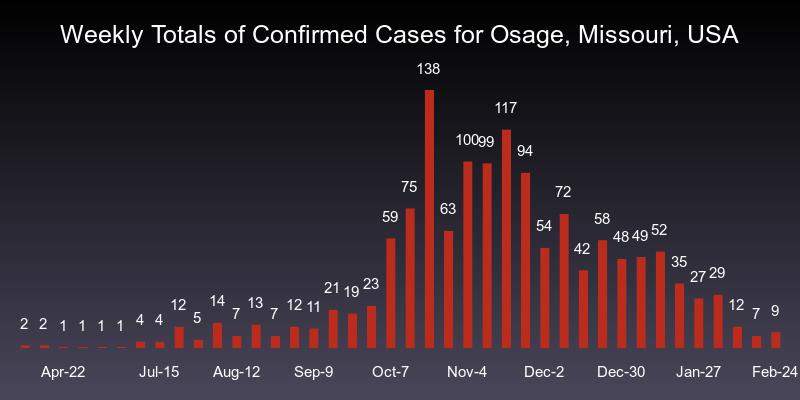 Weekly Totals of Confirmed Cases for Osage, Missouri, USA
2 2 1 1 1 1 4 4 12 5 14 7 13 7 12 11 21 19 23 59 75 138 63 100 99 117 94 54 72 42 58 48 49 52 35 27 29 12 7 9
Apr-22 Jul-15 Aug-12 Sep-9 Oct-7 Nov-4 Dec-2 Dec-30 Jan-27 Feb-24